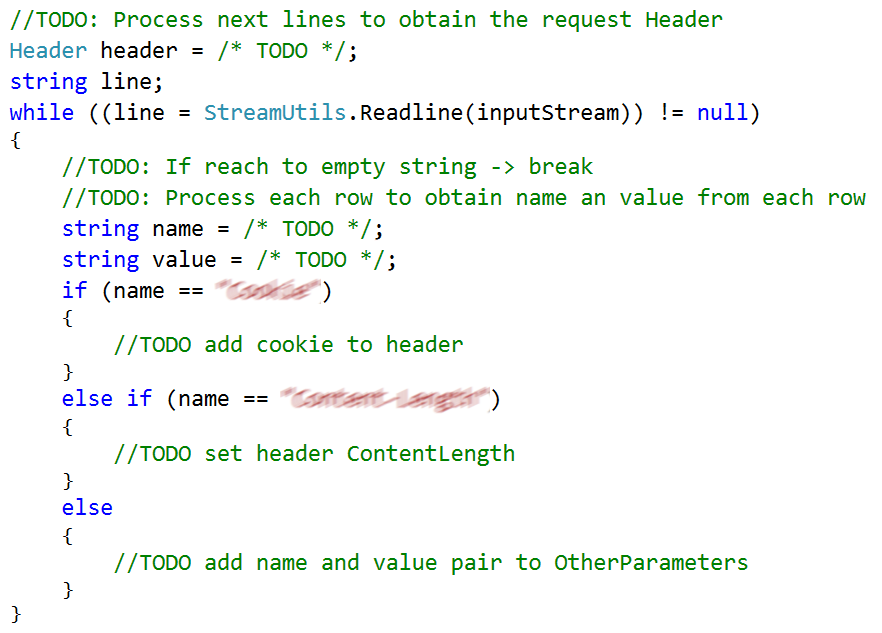 //TODO: Process next lines to obtain the request Header
Header header = /* TODO */;
string line;
while ((line = StreamUtils.Readline(inputStream)) != null)
{
    //TODO: If reach to empty string -> break
    //TODO: Process each row to obtain name an value from each row
    string name = /* TODO */;
    string value = /* TODO */;
    if (name == "Cookie")
    {
        //TODO add cookie to header
    }
    else if (name == "Content-Length")
    {
        //TODO set header ContentLength
    }
    else
    {
        //TODO add name and value pair to OtherParameters
    }
}